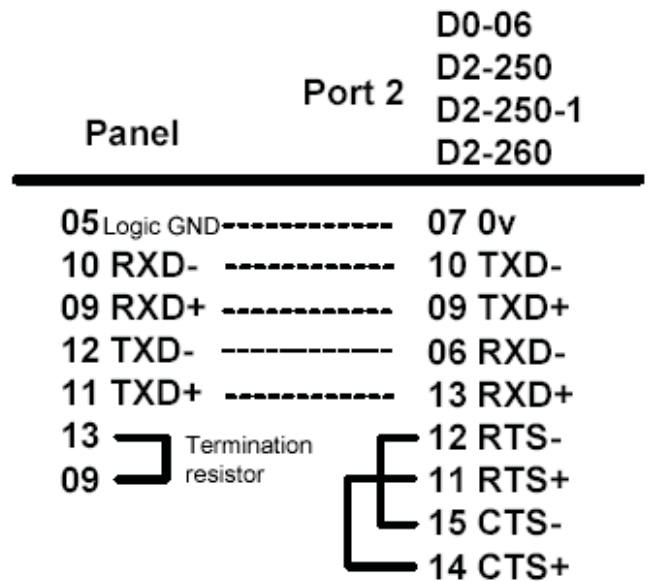 D0-06
D2-250
Port 2
D2-250-1
Panel
D2-260
05 Logic GND 07 0v
10 RXD- 10 TXD-
09 RXD+ 09 TXD+
12 TXD- 06 RXD-
11 TXD+ 13 RXD+
13 Termination 12 RTS-
09 resistor 11 RTS+
15 CTS-
14 CTS+